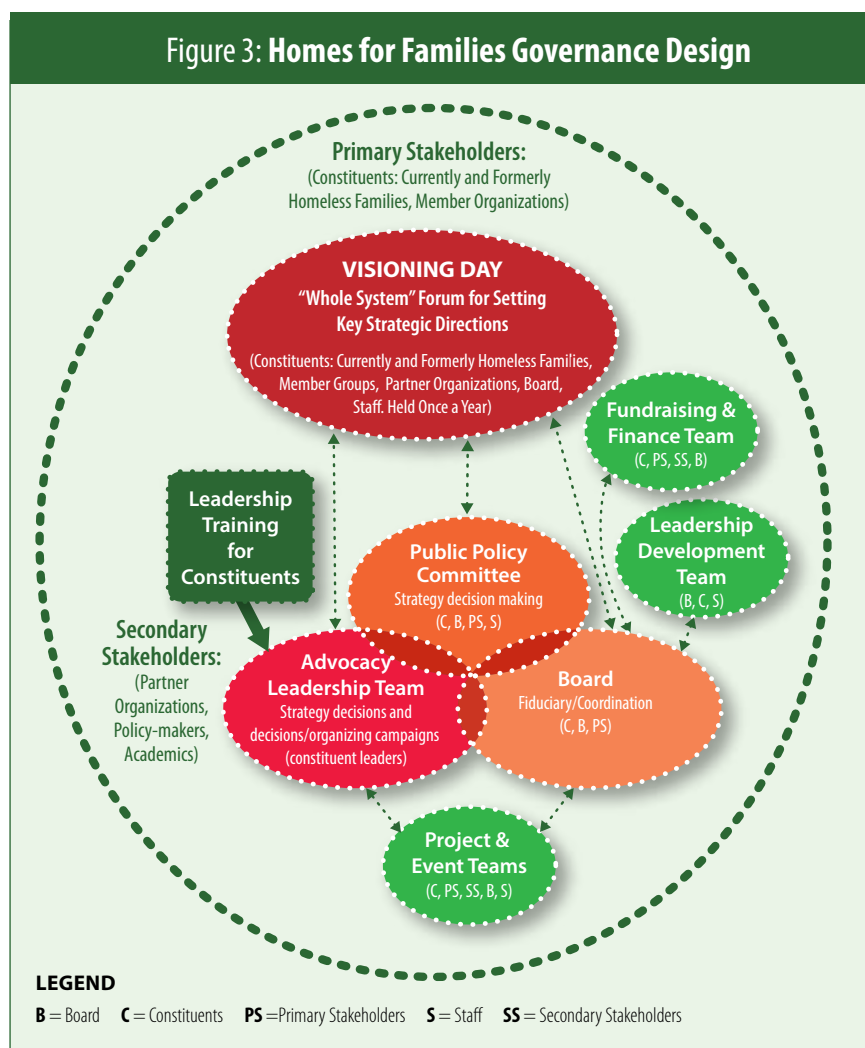 Figure 3: Homes for Families Governance Design
Primary Stakeholders:
(Constituents: Currently and Formerly
Homeless Families, Member Organizations)
VISIONING DAY
“Whole System” Forum for Setting
Key Strategic Directions
(Constituents: Currently and Formerly Homeless Families,
Member Groups, Partner Organizations, Board,
Staff. Held Once a Year)
Fundraising &
Finance Team
(C, PS, SS, B)
Leadership
Training
for
Constituents
Leadership
Development
Team
(B, C, S)
Public Policy
Committee
Strategy decision making
(C, B, PS, S)
Secondary
Stakeholders:
(Partner
Organizations,
Policy-makers,
Academics)
Advocacy
Leadership Team
Strategy decisions and
decisions/organizing campaigns
(constituent leaders)
Board
Fiduciary/Coordination
(C, B, PS)
Project &
Event Teams
(C, PS, SS, B, S)
LEGEND
B = Board C = Constituents PS =Primary Stakeholders S = Staff SS = Secondary Stakeholders